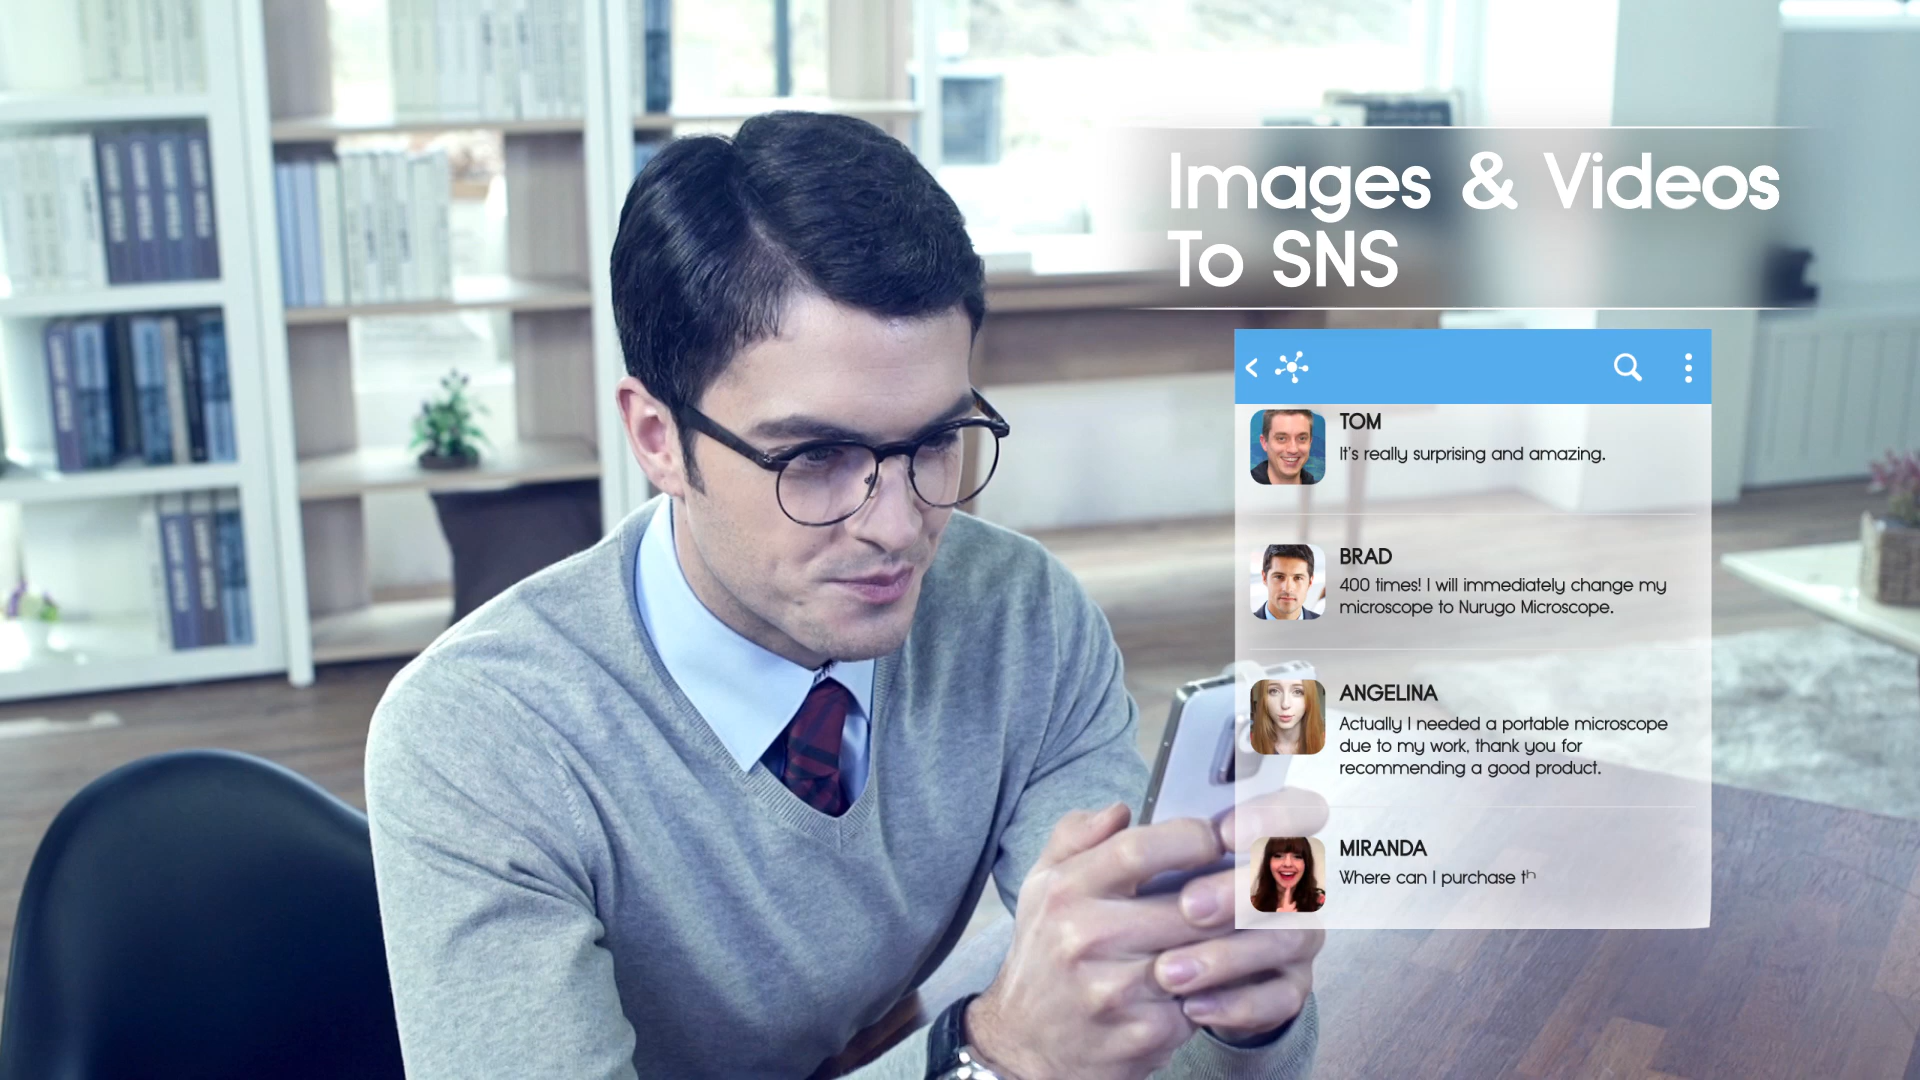 Images & Videos
To SNS
TOM
It's really surprising and amazing.
BRAD
400 times! I will immediately change my
microscope to Nurugo Microscope.
ANGELINA
Actually I needed a portable microscope
due to my work, thank you for
recommending a good product.
MIRANDA
Where can I purchase th